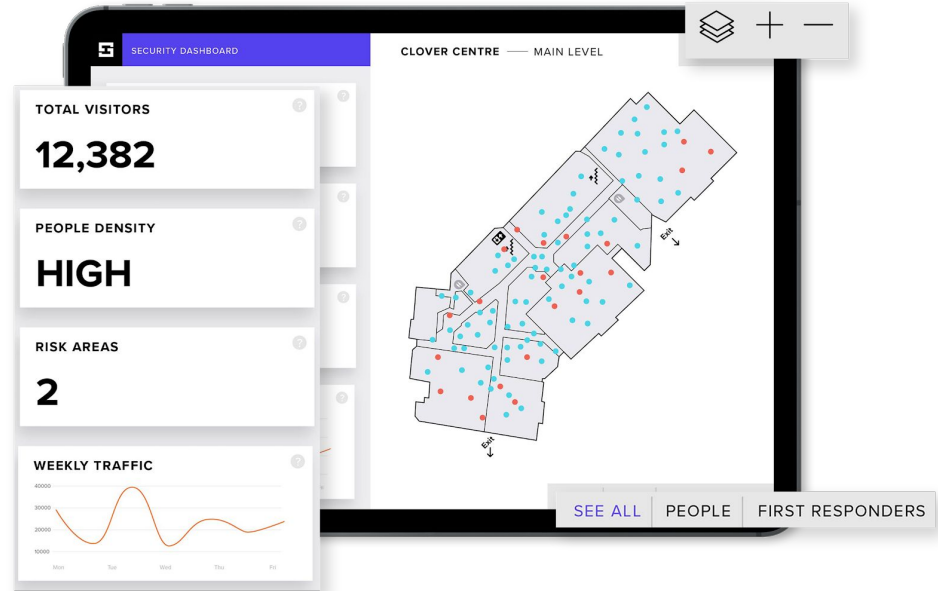 SECURITY DASHBOARD
CLOVER CENTRE — MAIN LEVEL
TOTAL VISITORS
12,382
PEOPLE DENSITY
HIGH
RISK AREAS
2
WEEKLY TRAFFIC
40000
30000
20000
10000
Mon Tue Wed Thu Fri
Exit
Exit
SEE ALL PEOPLE FIRST RESPONDERS